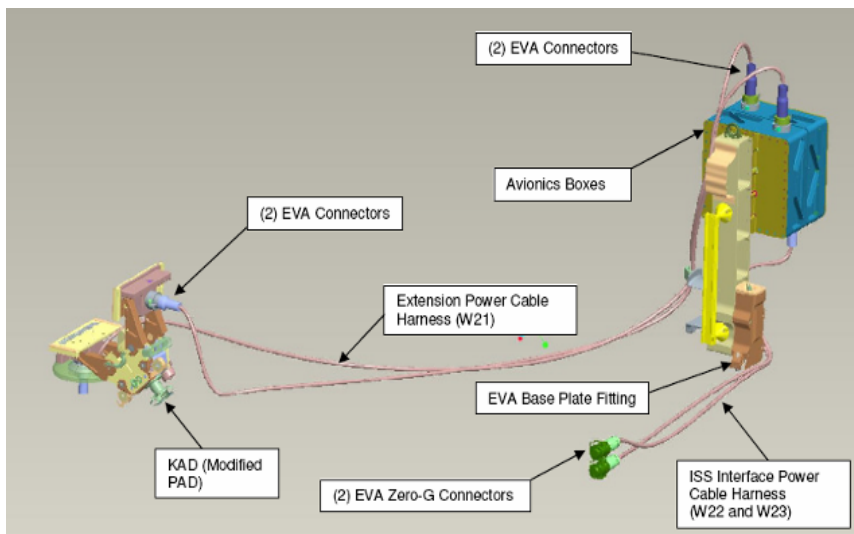 (2) EVA Connectors
Avionics Boxes
(2) EVA Connectors
Extension Power Cable
Harness (W21)
EVA Base Plate Fitting
KAD (Modified
PAD)
(2) EVA Zero-G Connectors
ISS Interface Power
Cable Harness
(W22 and W23)